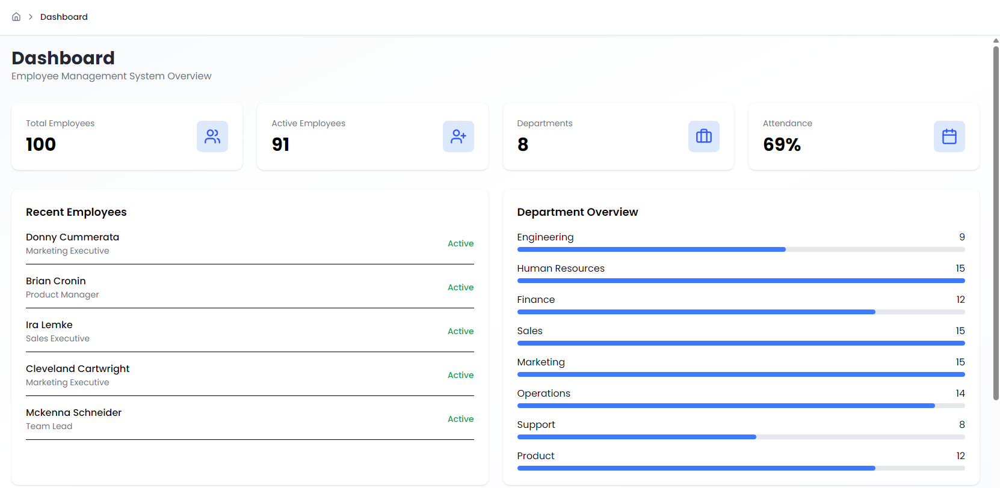 Dashboard
Dashboard
Employee Management System Overview
Total Employees
100
Active Employees
91
Departments
8
Attendance
69%
Recent Employees
Donny Cummerata
Marketing Executive
Active
Brian Cronin
Product Manager
Active
Ira Lemke
Sales Executive
Active
Cleveland Cartwright
Marketing Executive
Active
Mckenna Schneider
Team Lead
Active
Department Overview
Engineering 9
Human Resources 15
Finance 12
Sales 15
Marketing 15
Operations 14
Support 8
Product 12